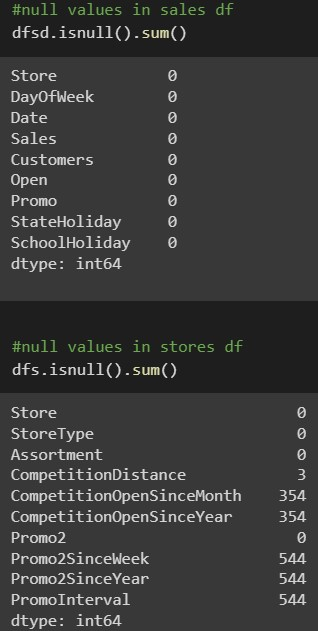 #null values in sales df
dfsd.isnull().sum()
Store 0
DayOfWeek 0
Date 0
Sales 0
Customers 0
Open 0
Promo 0
StateHoliday 0
SchoolHoliday 0
dtype: int64
#null values in stores df
dfs.isnull().sum()
Store 0
StoreType 0
Assortment 0
CompetitionDistance 3
CompetitionOpenSinceMonth 354
CompetitionOpenSinceYear 354
Promo2 0
Promo2SinceWeek 544
Promo2SinceYear 544
PromoInterval 544
dtype: int64